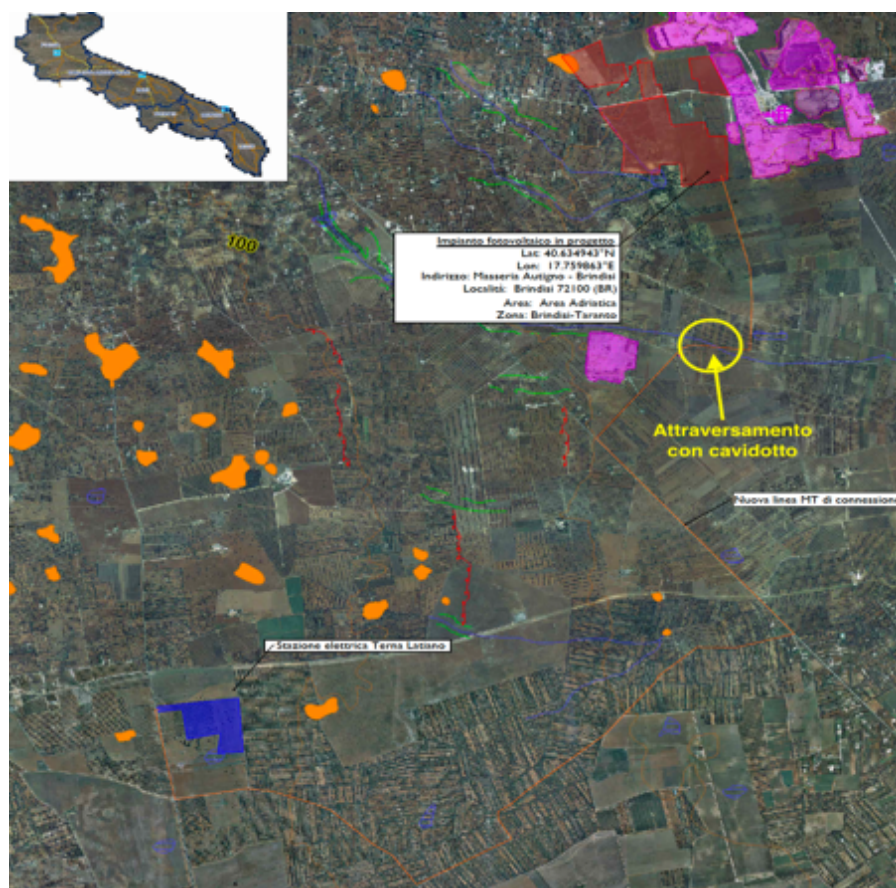 100
Impianto fotovoltaico in progetto
Lat: 40.634943°N
Lon: 17.759863°E
Indirizzo: Masseria Autigno - Brindisi
Località: Brindisi 72100 (BR)
Area: Area Adriatica
Zona: Brindisi-Taranto
Attraversamento
con cavidotto
Nuova linea MT di connessione
Stazione elettrica Terna Latiano